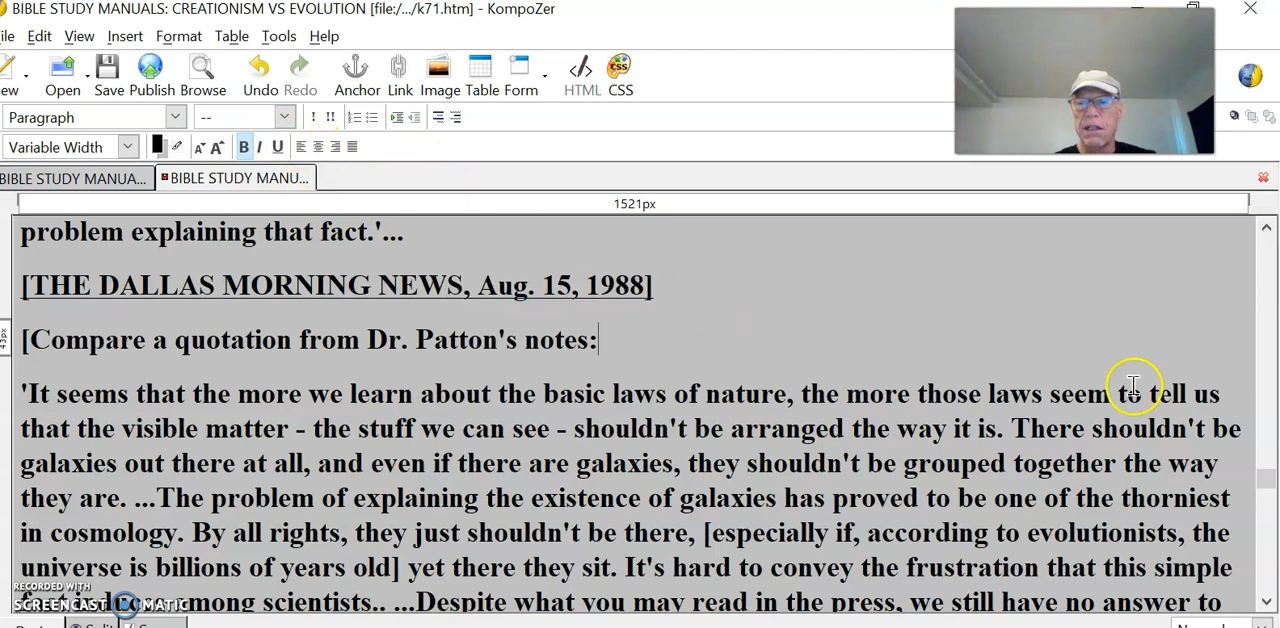 BIBLE STUDY MANUALS: CREATIONISM VS EVOLUTION [file:/.../k71.htm] - KompoZer
ile Edit View Insert Format Table Tools Help
ew Open Save Publish Browse Undo Redo Anchor Link Image Table Form HTML CSS
Paragraph -- ! !!
Variable Width A A B I U
BIBLE STUDY MANUA... BIBLE STUDY MANU...
1521px
43px
problem explaining that fact.'...
[THE DALLAS MORNING NEWS, Aug. 15, 1988]
[Compare a quotation from Dr. Patton's notes:
'It seems that the more we learn about the basic laws of nature, the more those laws seem to tell us
that the visible matter - the stuff we can see - shouldn't be arranged the way it is. There shouldn't be
galaxies out there at all, and even if there are galaxies, they shouldn't be grouped together the way
they are. ...The problem of explaining the existence of galaxies has proved to be one of the thorniest
in cosmology. By all rights, they just shouldn't be there, [especially if, according to evolutionists, the
universe is billions of years old] yet there they sit. It's hard to convey the frustration that this simple
among scientists.. ...Despite what you may read in the press, we still have no answer to
RECORDED WITH
SCREENCAST MATIC